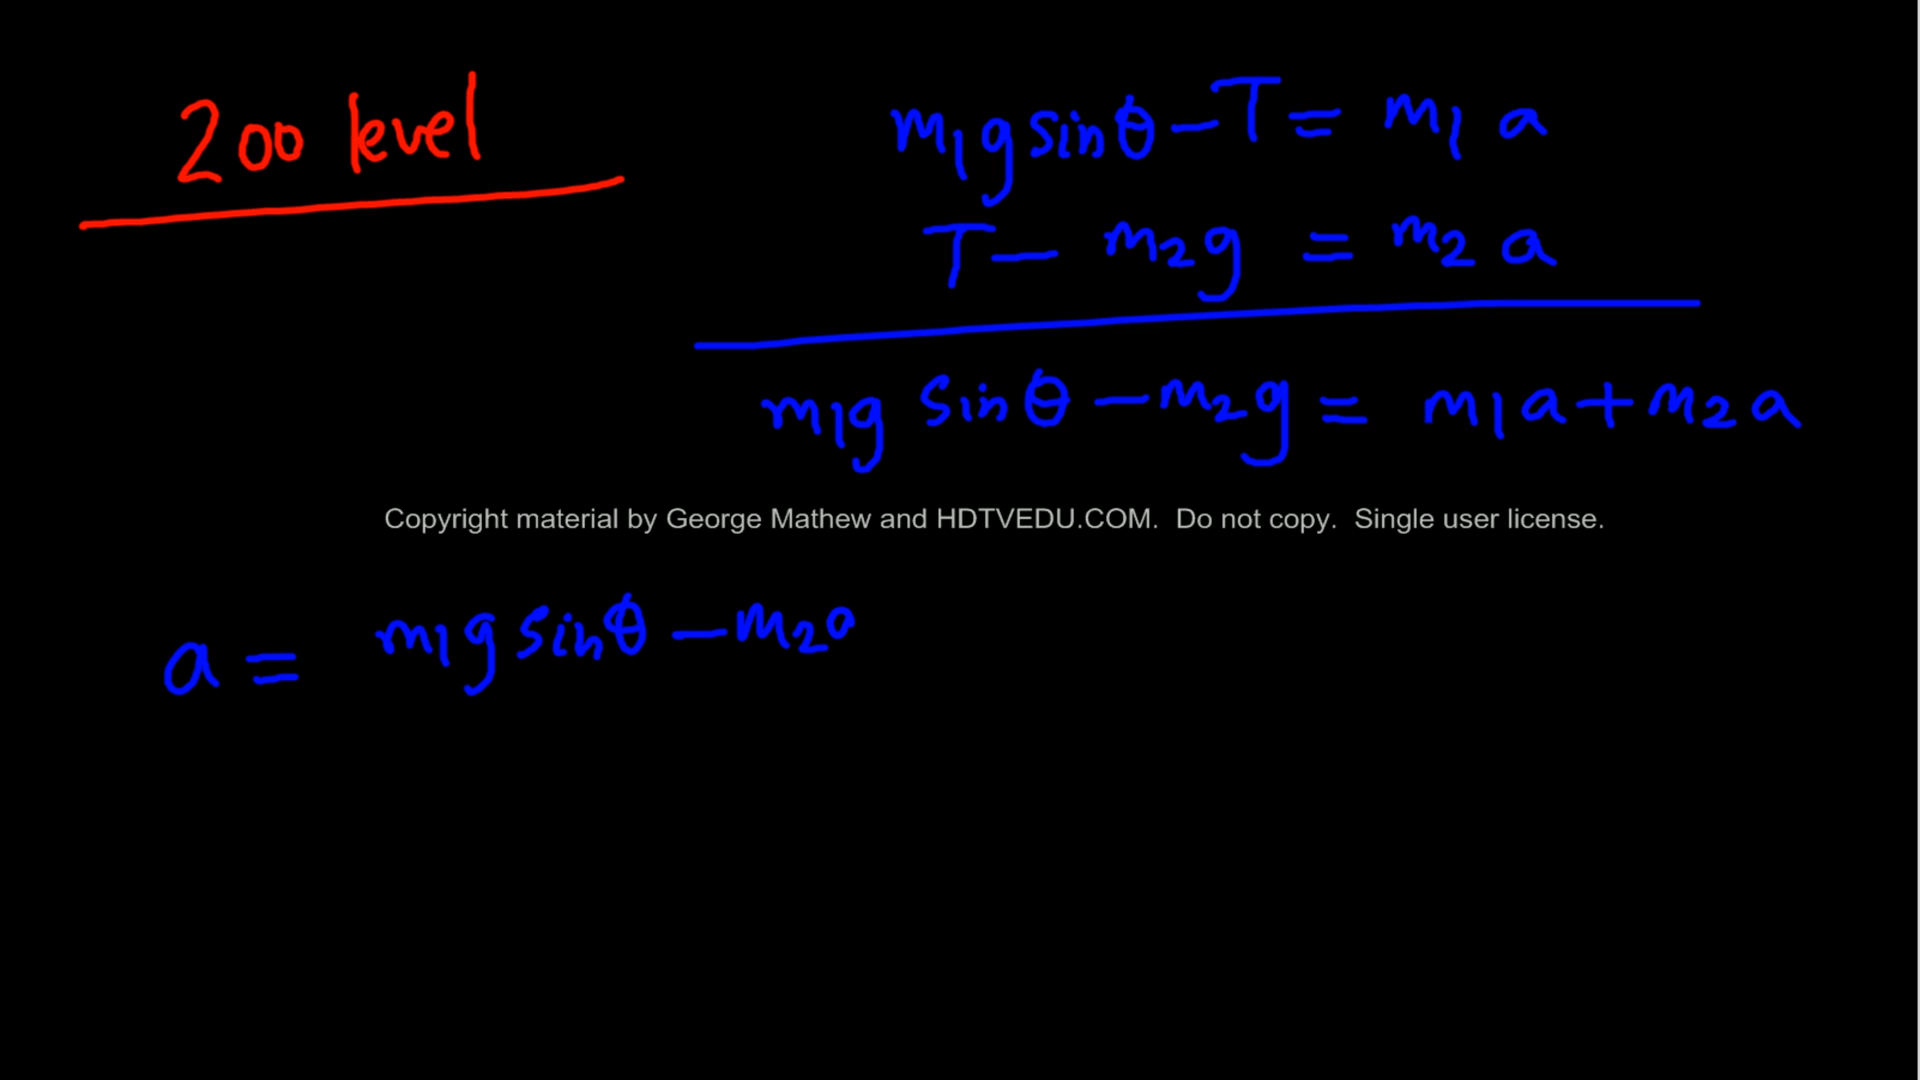 200 level
m₁g sinθ - T = m₁ a
T - m₂g = m₂ a
m₁g sinθ - m₂g = m₁a + m₂a
Copyright material by George Mathew and HDTVEDU.COM. Do not copy. Single user license.
a = m₁g sinθ - m₂a